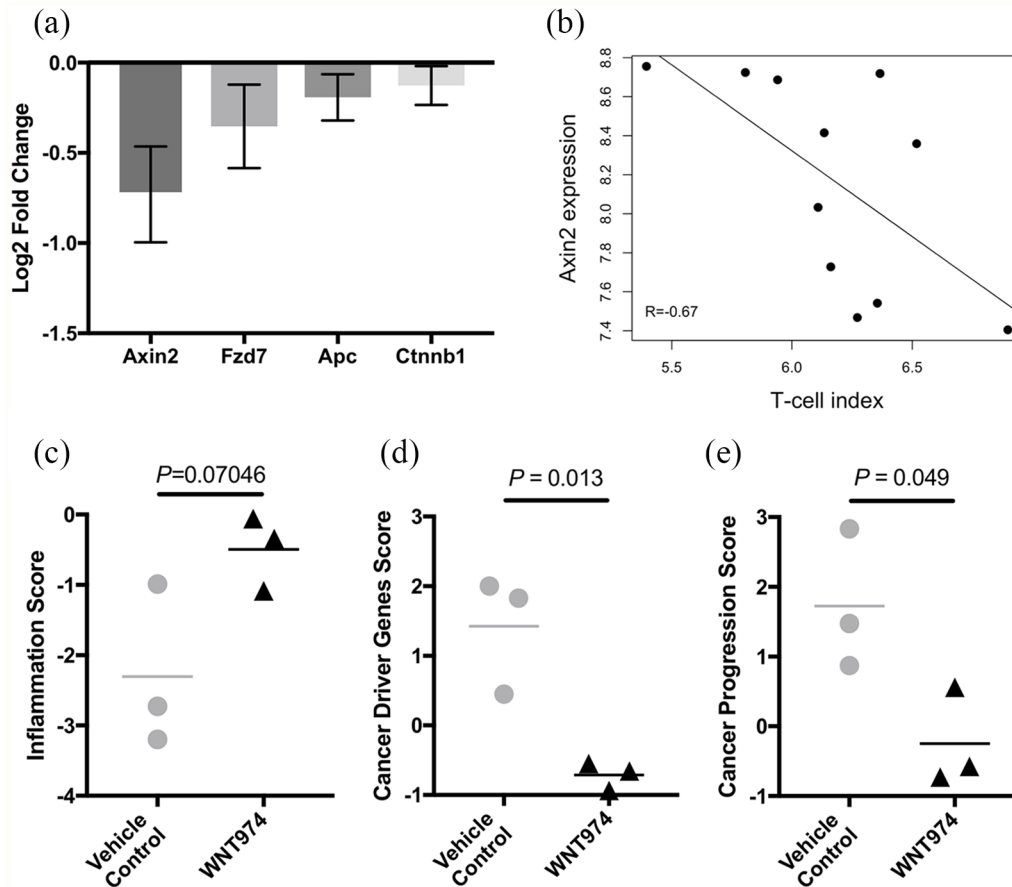 (a)
Log2 Fold Change
0.0
-0.5
-1.0
-1.5
Axin2 Fzd7 Apc Ctnnb1
(b)
Axin2 expression
8.8
8.6
8.4
8.2
8.0
7.8
7.6
7.4
R=-0.67
5.5 6.0 6.5
T-cell index
(c)
P=0.07046
Inflammation Score
0
-1
-2
-3
-4
Vehicle
Control
WNT974
(d)
P = 0.013
Cancer Driver Genes Score
3
2
1
0
-1
Vehicle
Control
WNT974
(e)
P = 0.049
Cancer Progression Score
3
2
1
0
-1
Vehicle
Control
WNT974